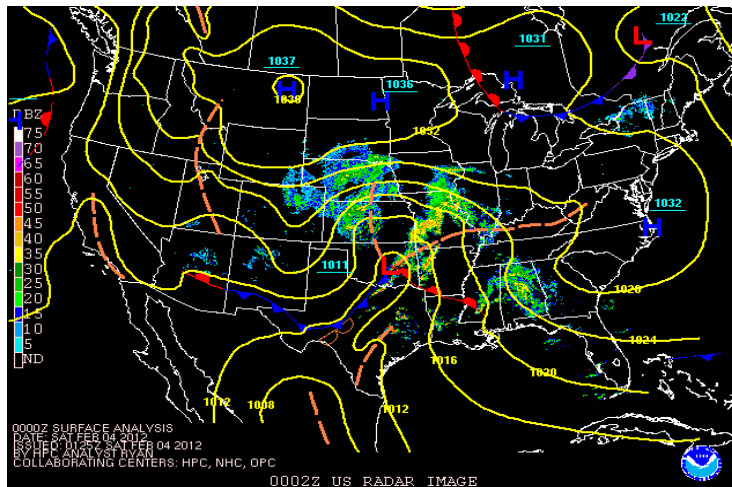 1022
L
1031
1037
1036
H
H
H
1036
1032
H
DBZ
75
70
65
60
55
50
45
40
35
30
25
20
15
10
5
ND
1032
H
1011
L
1028
1024
1016
1020
1012
1008
1012
0000Z SURFACE ANALYSIS
DATE: SAT FEB 04 2012
ISSUED: 0125Z SAT FEB 04 2012
BY HPC ANALYST RYAN
COLLABORATING CENTERS: HPC, NHC, OPC
0002Z US RADAR IMAGE